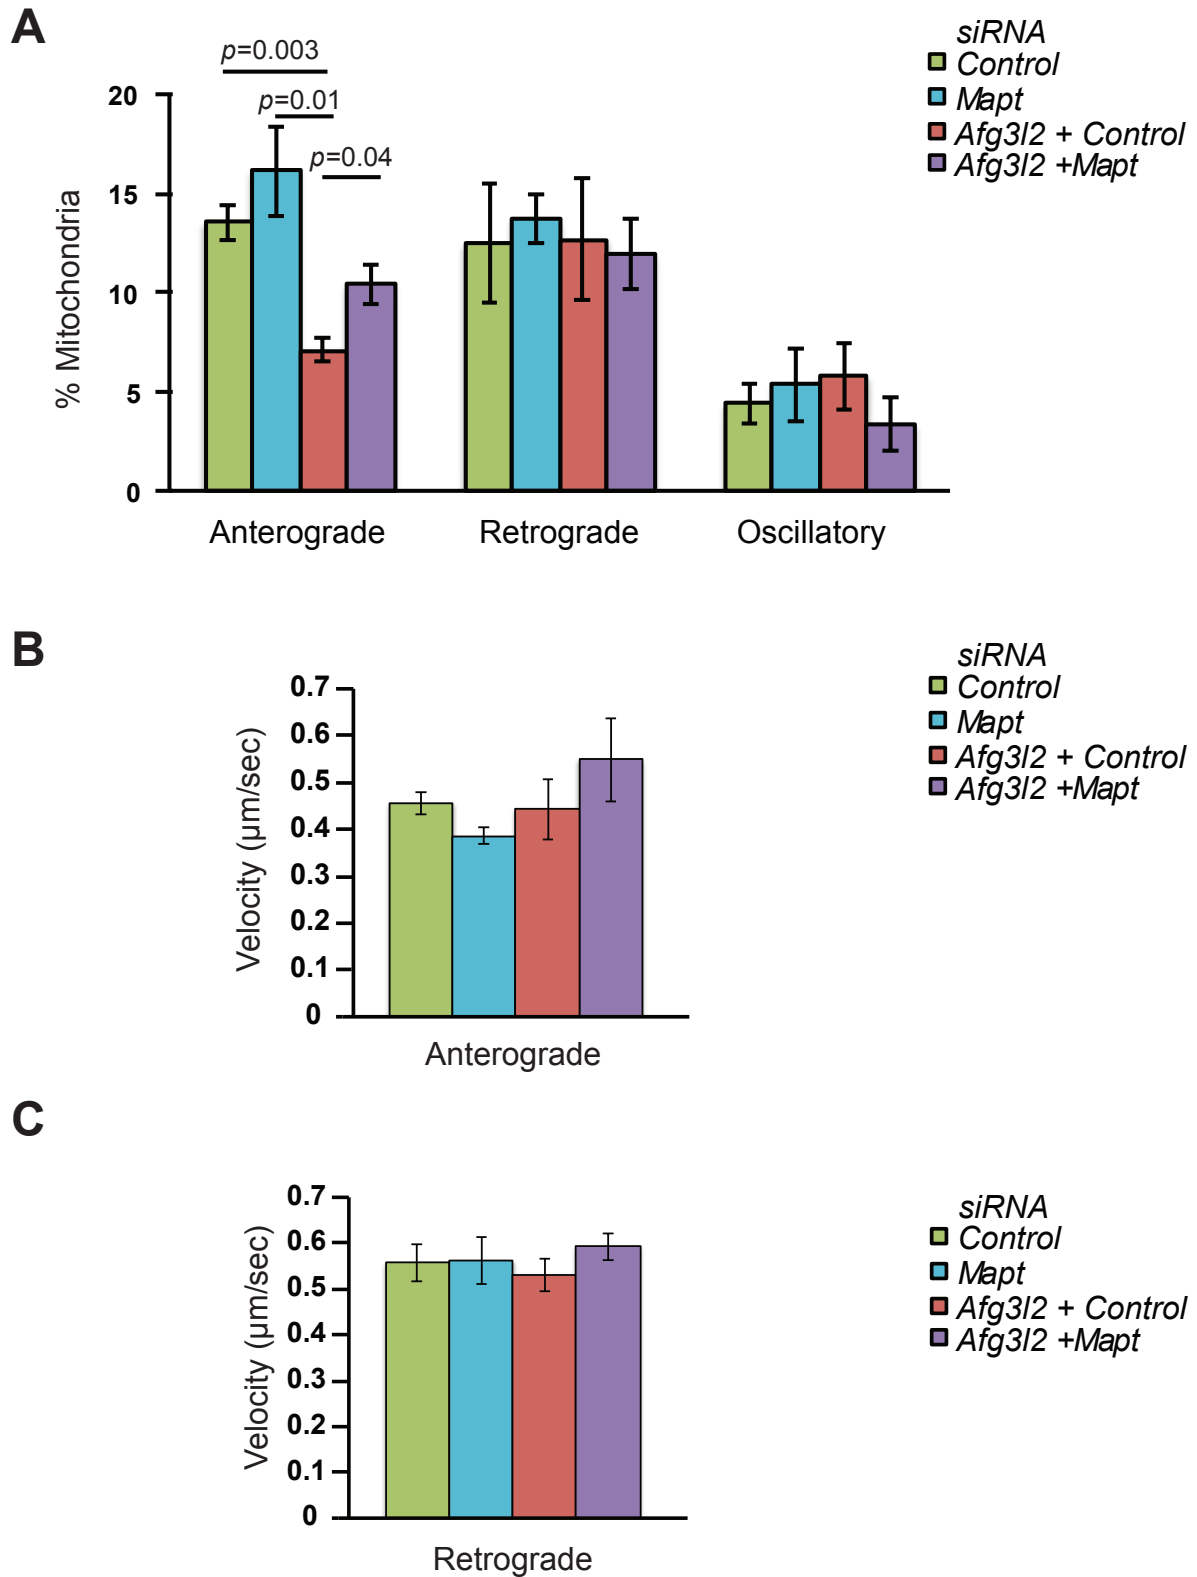 A
siRNA
Control
Mapt
Afg3l2 + Control
Afg3l2 +Mapt
p=0.003
p=0.01
p=0.04
20
15
10
5
0
% Mitochondria
Anterograde
Retrograde
Oscillatory
B
siRNA
Control
Mapt
Afg3l2 + Control
Afg3l2 +Mapt
0.7
0.6
0.5
0.4
0.3
0.2
0.1
0
Velocity (μm/sec)
Anterograde
C
siRNA
Control
Mapt
Afg3l2 + Control
Afg3l2 +Mapt
0.7
0.6
0.5
0.4
0.3
0.2
0.1
0
Velocity (μm/sec)
Retrograde